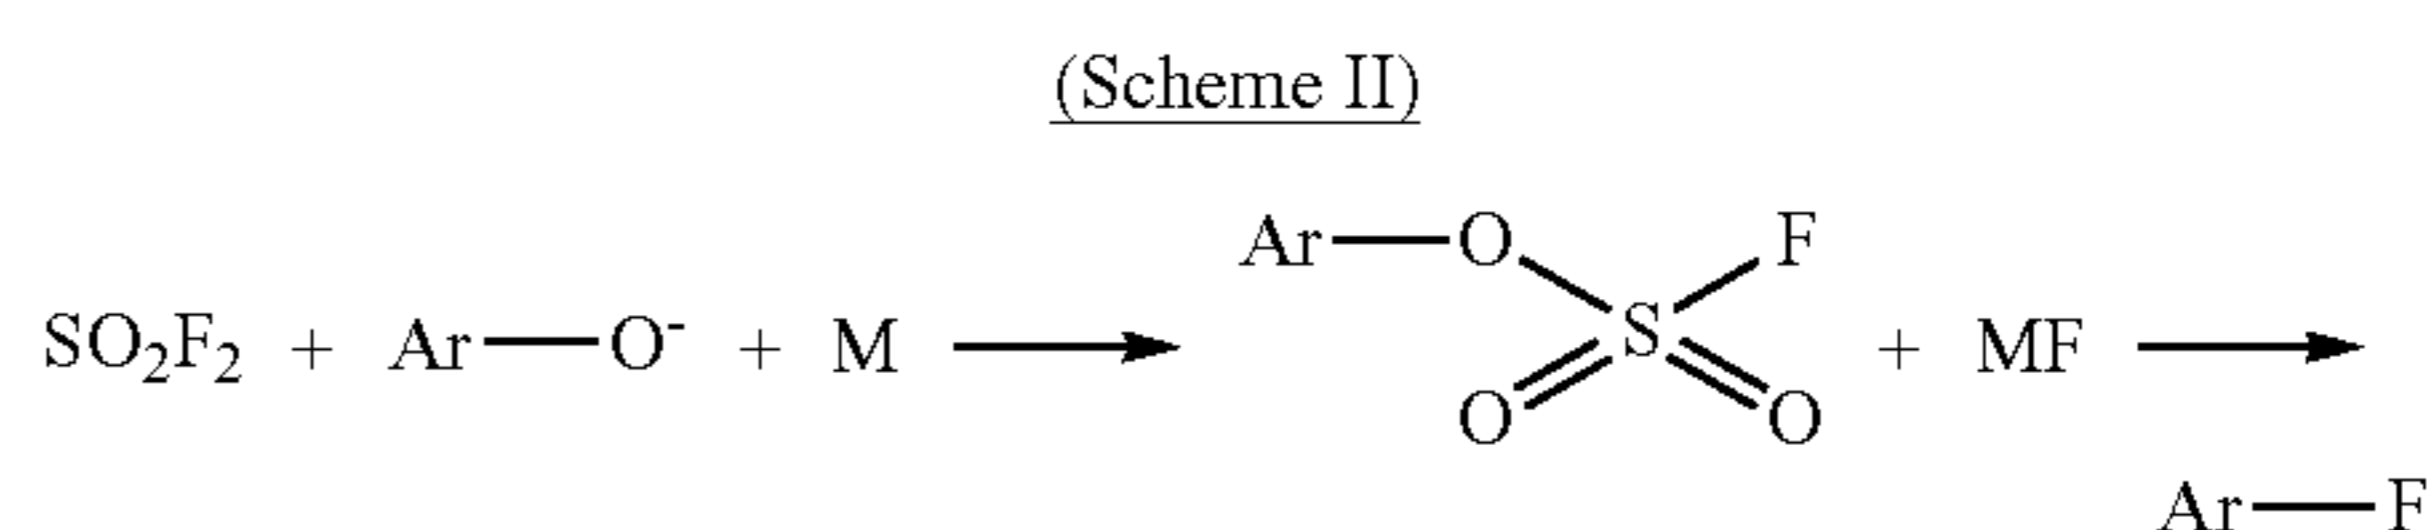 (Scheme II)
Ar—O F
SO₂F₂ + Ar—O⁻ + M ⟶ S + MF ⟶
O O
Ar—F